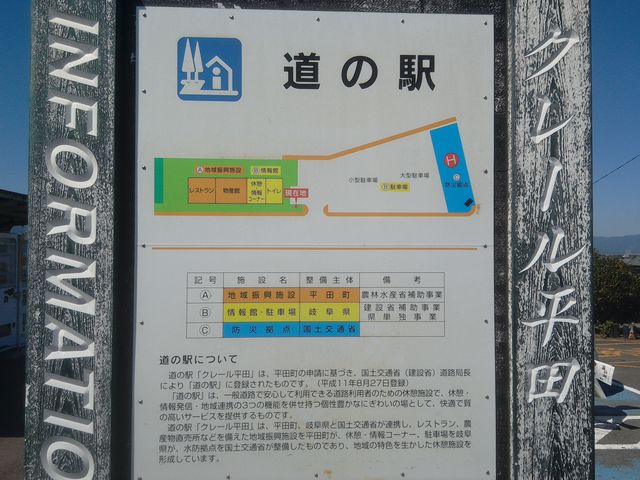 INFORMATIO
道の駅
Ⓐ地域振興施設
Ⓑ情報館
レストラン
物産館
休憩
情報
コーナー
トイレ
現在地
小型駐車場
大型駐車場
Ⓑ駐車場
H
Ⓒ
防災拠点
記号 施設名 整備主体 備考
Ⓐ 地域振興施設 平田町 農林水産省補助事業
Ⓑ 情報館・駐車場 岐阜県 建設省補助事業
県単独事業
Ⓒ 防災拠点 国土交通省
道の駅について
道の駅「クレール平田」は、平田町の申請に基づき、国土交通省（建設省）道路局長
により「道の駅」に登録されたものです。（平成11年8月27日登録）
「道の駅」は、一般道路で安心して利用できる道路利用者のための休憩施設で、休憩・
情報発信・地域連携の3つの機能を併せ持つ個性豊かなにぎわいの場として、快適で質
の高いサービスを提供するものです。
道の駅「クレール平田」は、平田町、岐阜県と国土交通省が連携し、レストラン、農
産物直売所などを備えた地域振興施設を平田町が、休憩・情報コーナー、駐車場を岐阜
県が、水防拠点を国土交通省が整備したものであり、地域の特色を生かした休憩施設を
形成しています。
クレール平田